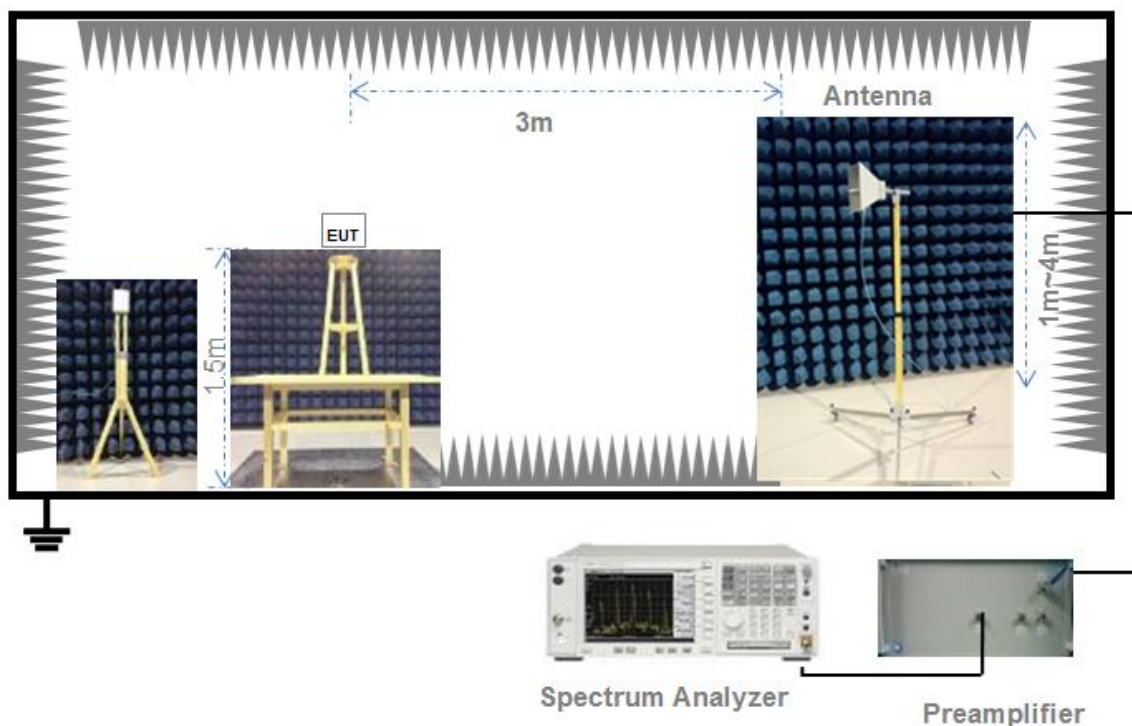 Antenna
3m
EUT
1.5m
1m~4m
Spectrum Analyzer
Preamplifier